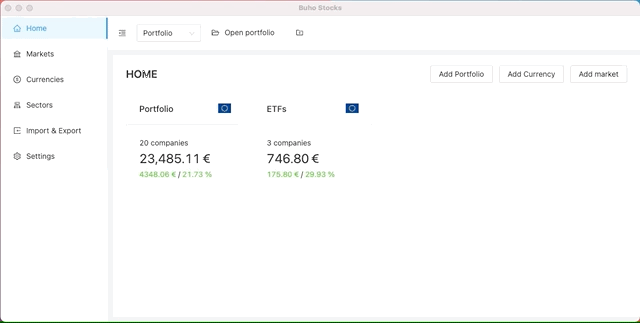 Buho Stocks
Home
Markets
Currencies
Sectors
Import & Export
Settings
Portfolio
Open portfolio
HOME
Add Portfolio
Add Currency
Add market
Portfolio
20 companies
23,485.11 €
4348.06 € / 21.73 %
ETFs
3 companies
746.80 €
175.80 € / 29.93 %